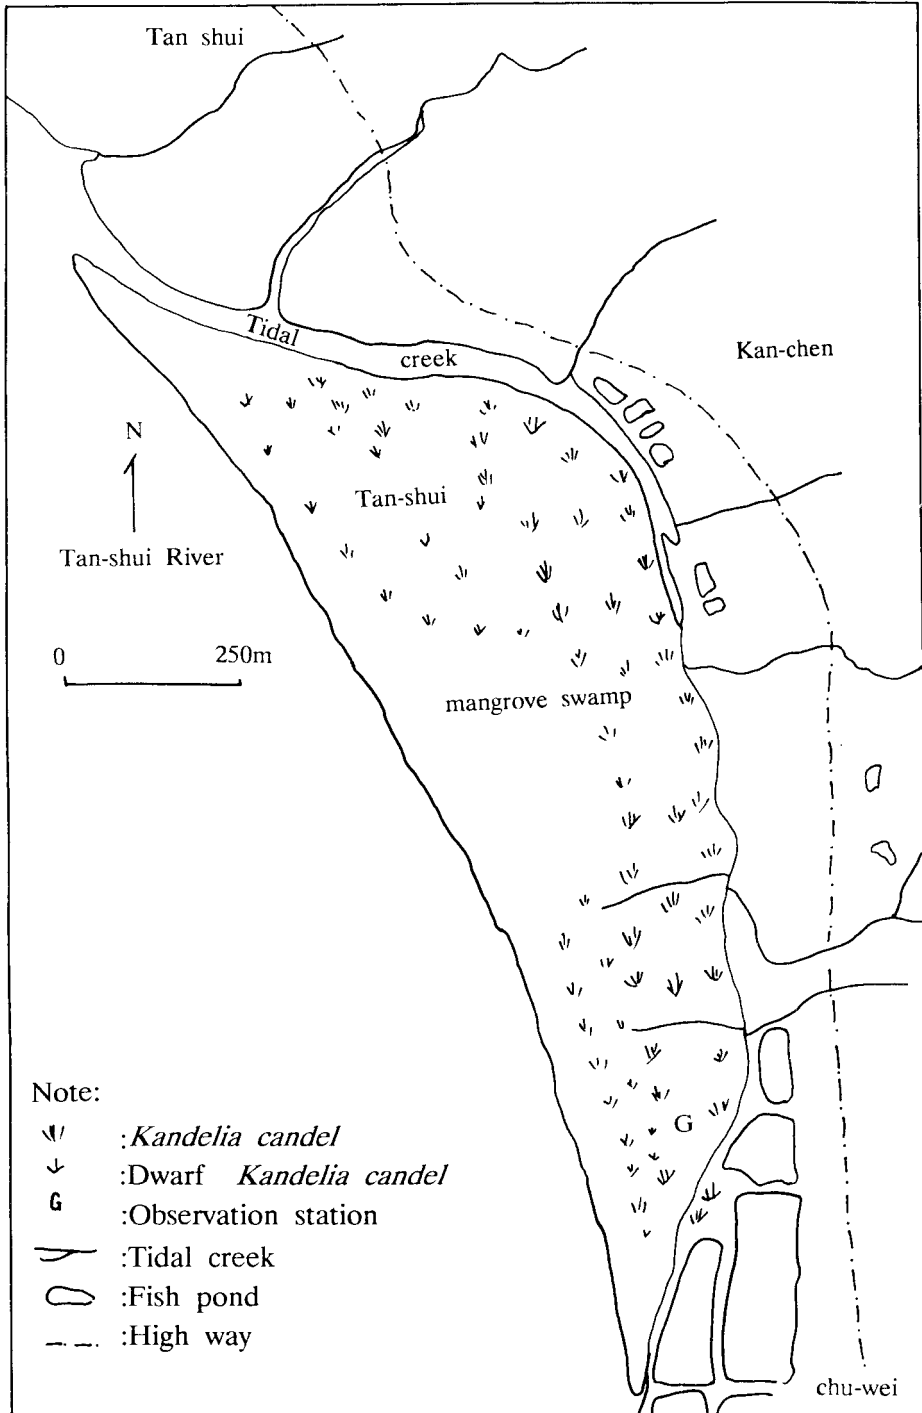 Tan shui
Tidal
creek
Kan-chen
N
Tan-shui
Tan-shui River
0 250m
mangrove swamp
G
Note:
:Kandelia candel
:Dwarf Kandelia candel
G :Observation station
:Tidal creek
:Fish pond
:High way
chu-wei